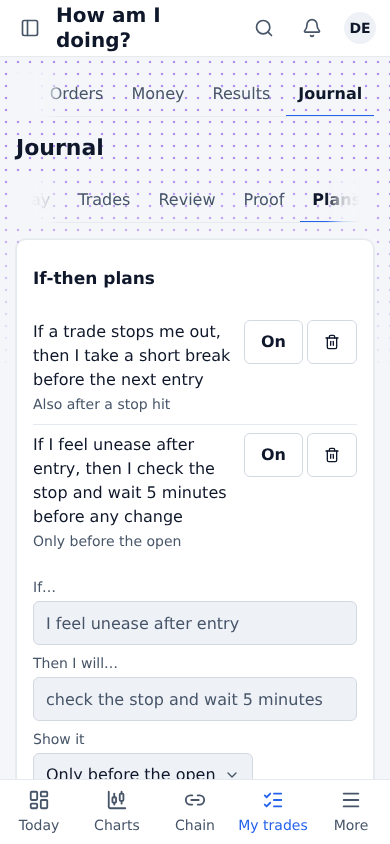 How am I
doing?
DE
Orders Money Results Journal
Journal
ay Trades Review Proof Plans
If-then plans
If a trade stops me out,
then I take a short break
before the next entry
On
Also after a stop hit
If I feel unease after
entry, then I check the
stop and wait 5 minutes
before any change
On
Only before the open
If...
I feel unease after entry
Then I will...
check the stop and wait 5 minutes
Show it
Only before the open
Today Charts Chain My trades More